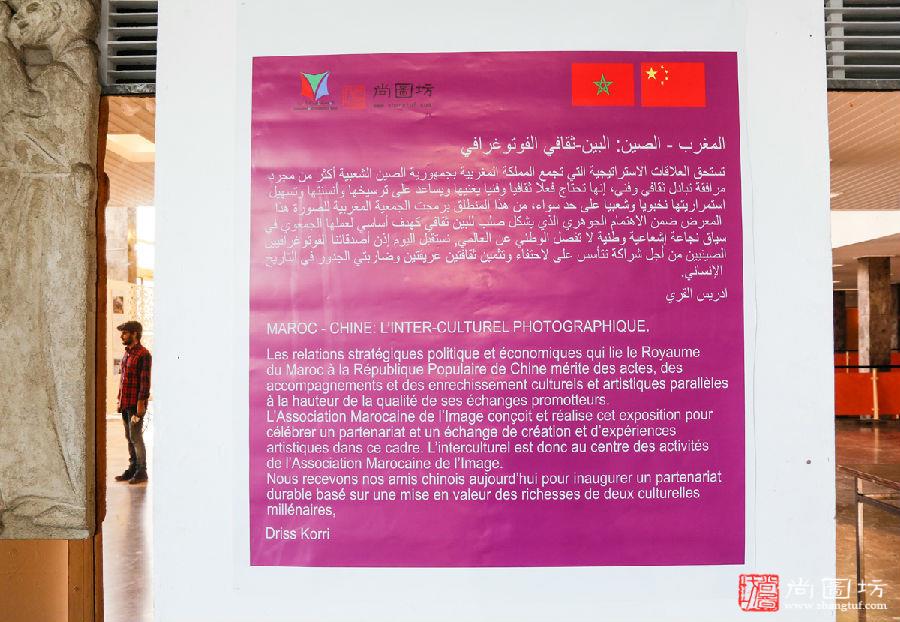 尚圖坊
www.shangtuf.com
المغرب - الصين: البين-ثقافي الفوتوغرافي
تستحق العلاقات الاستراتيجية التي تجمع المملكة المغربية بجمهورية الصين الشعبية أكثر من مجرد
مرافقة تبادل ثقافي وفني، إنها تحتاج فعلا ثقافيا وفنيا يغنيها ويساعد على ترسيخها وأنسنتها وتسهيل
استمراريتها نخبويا وشعبيا على حد سواء، من هذا المنطلق برمجت الجمعية المغربية للصورة هذا
المعرض ضمن الاهتمام الجوهري الذي يشكل صلب للبين ثقافي كهدف أساسي لعملها الجمعوي في
سياق نجاعة إشعاعية وطنية لا تفصل الوطني عن العالمي. نستقبل اليوم إذن أصدقائنا الفوتوغرافيين
الصينيين من أجل شراكة تتأسس على لاحتفاء وتثمين ثقافتين عريقتين وضاربتي الجذور في التاريخ
الإنساني.
ادريس القري
MAROC - CHINE: L'INTER-CULTUREL PHOTOGRAPHIQUE.
Les relations stratégiques politique et économiques qui lie le Royaume
du Maroc à la République Populaire de Chine mérite des actes, des
accompagnements et des enrechissement culturels et artistiques parallèles
à la hauteur de la qualité de ses échanges promotteurs.
L'Association Marocaine de l'Image conçoit et réalise cet exposition pour
célébrer un partenariat et un échange de création et d'expériences
artistiques dans ce cadre. L'interculturel est donc au centre des activités
de l'Association Marocaine de l'Image.
Nous recevons nos amis chinois aujourd'hui pour inaugurer un partenariat
durable basé sur une mise en valeur des richesses de deux culturelles
millénaires,
Driss Korri
尚圖坊
www.shangtuf.com